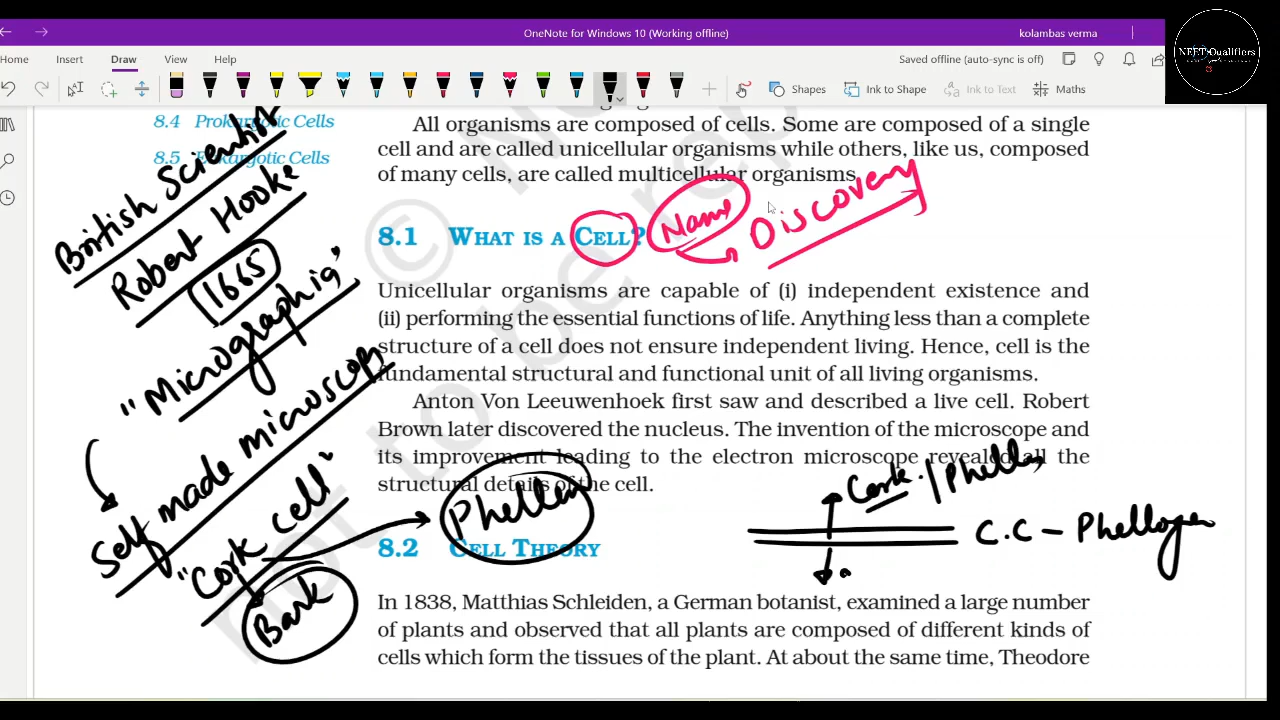 OneNote for Windows 10 (Working offline)
kolambas verma
Home Insert Draw View Help
Saved offline (auto-sync is off)
Shapes Ink to Shape Ink to Text Maths
NEET Qualifiers
8.4 Prokaryotic Cells
8.5 Eukaryotic Cells
All organisms are composed of cells. Some are composed of a single
cell and are called unicellular organisms while others, like us, composed
of many cells, are called multicellular organisms.
8.1 WHAT IS A CELL?
Name
Discovery
Unicellular organisms are capable of (i) independent existence and
(ii) performing the essential functions of life. Anything less than a complete
structure of a cell does not ensure independent living. Hence, cell is the
fundamental structural and functional unit of all living organisms.
Anton Von Leeuwenhoek first saw and described a live cell. Robert
Brown later discovered the nucleus. The invention of the microscope and
its improvement leading to the electron microscope revealed all the
structural details of the cell.
8.2 CELL THEORY
In 1838, Matthias Schleiden, a German botanist, examined a large number
of plants and observed that all plants are composed of different kinds of
cells which form the tissues of the plant. At about the same time, Theodore
British Scientist
Robert Hooke
1665
"Micrographia"
Self made microscope
"Cork cell"
Bark
Phellem
Cork / Phellem
C.C - Phellogen